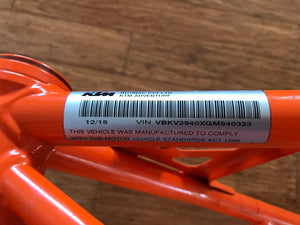 KTM
KTM ADVENTURE
12/15 VIN VBKV2940XGM940323
THIS VEHICLE WAS MANUFACTURED TO COMPLY
WITH THE MOTOR VEHICLE STANDARDS ACT 1989